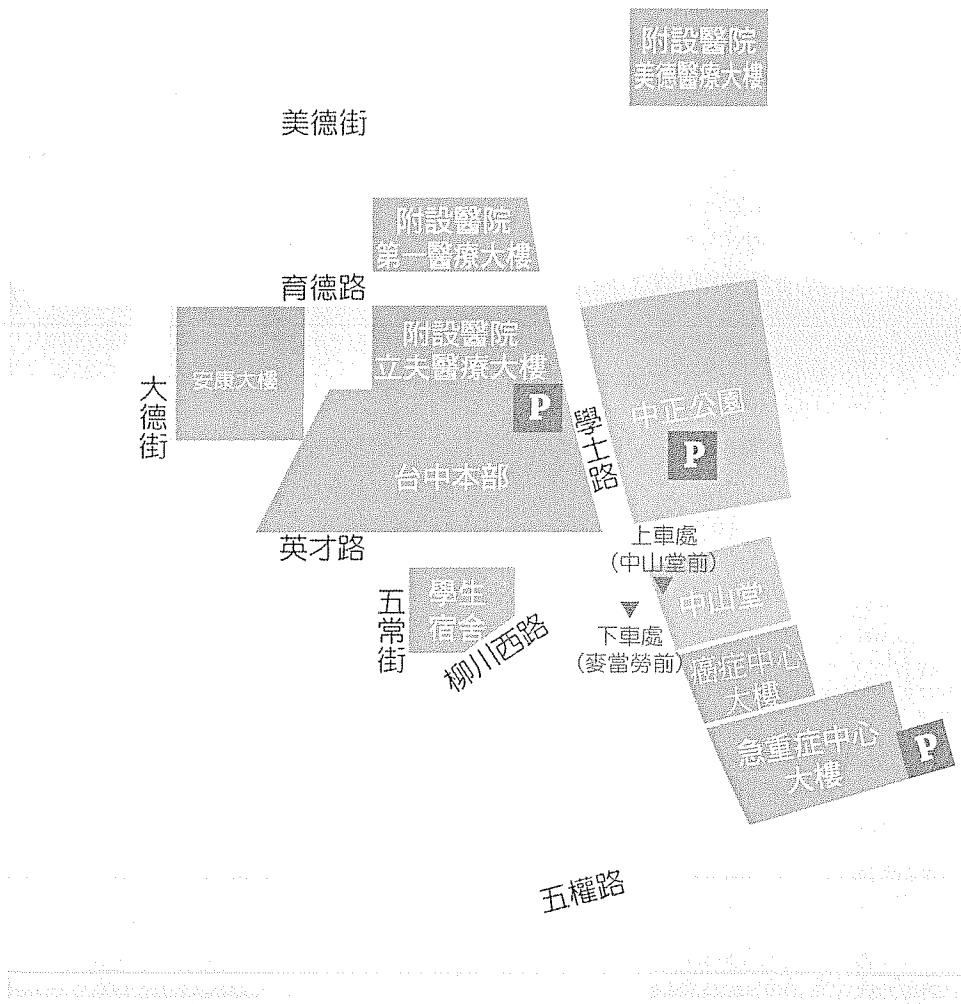 附設醫院
美德醫療大樓
美德街
附設醫院
第一醫療大樓
育德路
附設醫院
立夫醫療大樓
安康大樓
大德街
P
中正公園
P
學士路
台中本部
英才路
上車處
(中山堂前)
中山堂
學生
宿舍
五常街
柳川西路
下車處
(麥當勞前)
癌症中心
大樓
急重症中心
大樓
P
五權路